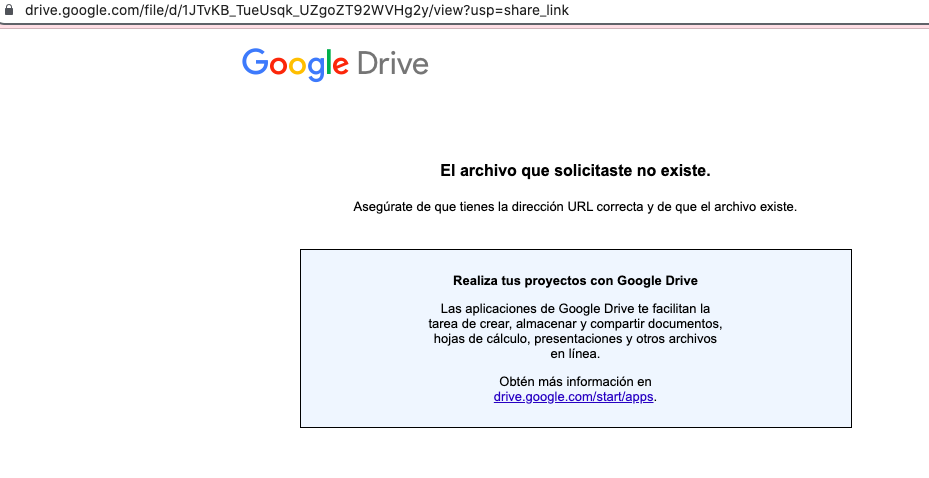 drive.google.com/file/d/1JTvKB_TueUsqk_UZgoZT92WVHg2y/view?usp=share_link
Google Drive
El archivo que solicitaste no existe.
Asegúrate de que tienes la dirección URL correcta y de que el archivo existe.
Realiza tus proyectos con Google Drive
Las aplicaciones de Google Drive te facilitan la
tarea de crear, almacenar y compartir documentos,
hojas de cálculo, presentaciones y otros archivos
en línea.
Obtén más información en
drive.google.com/start/apps.